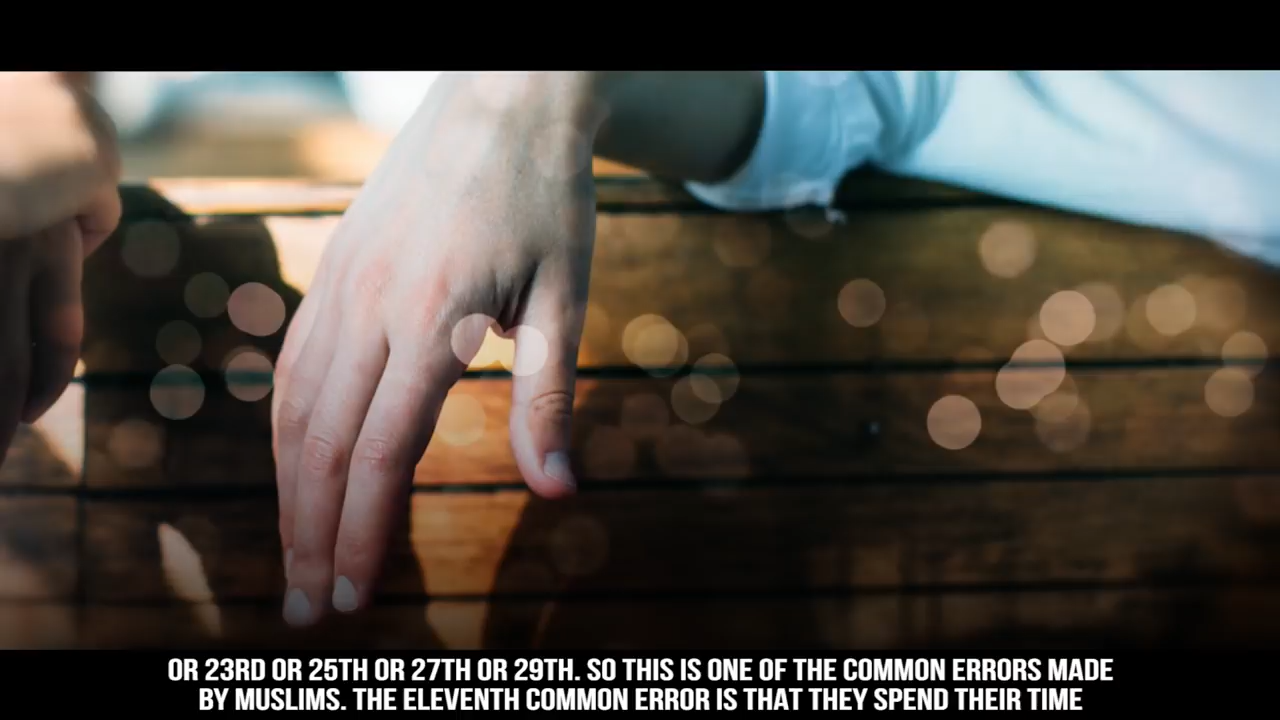 OR 23RD OR 25TH OR 27TH OR 29TH. SO THIS IS ONE OF THE COMMON ERRORS MADE
BY MUSLIMS. THE ELEVENTH COMMON ERROR IS THAT THEY SPEND THEIR TIME